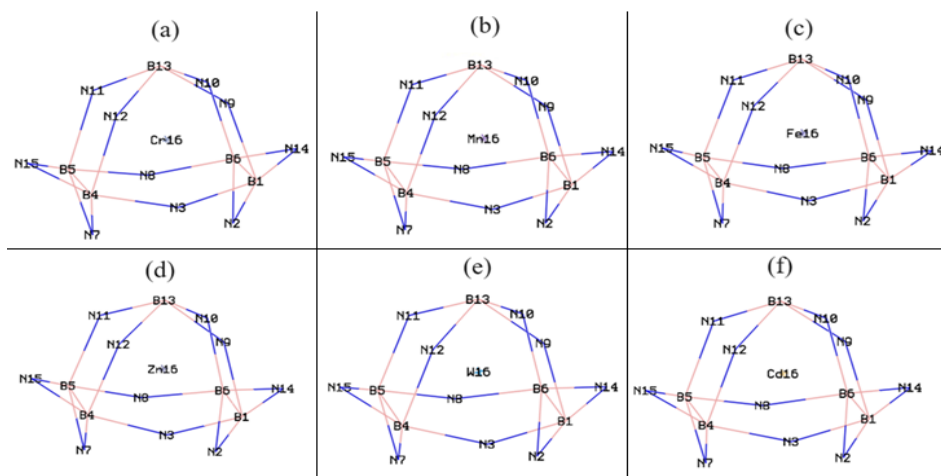 (a)
B13
N11
N10
N9
N12
Cr16
N15
B5
N8
B6
N14
B4
B1
N3
N2
N7
(b)
B13
N11
N10
N9
N12
Mn16
N15
B5
N8
B6
N14
B4
B1
N3
N2
N7
(c)
B13
N11
N10
N9
N12
Fe16
N15
B5
N8
B6
N14
B4
B1
N3
N2
N7
(d)
B13
N11
N10
N9
N12
Zn16
N15
B5
N8
B6
N14
B4
B1
N3
N2
N7
(e)
B13
N11
N10
N9
N12
W16
N15
B5
N8
B6
N14
B4
B1
N3
N2
N7
(f)
B13
N11
N10
N9
N12
Cd16
N15
B5
N8
B6
N14
B4
B1
N3
N2
N7